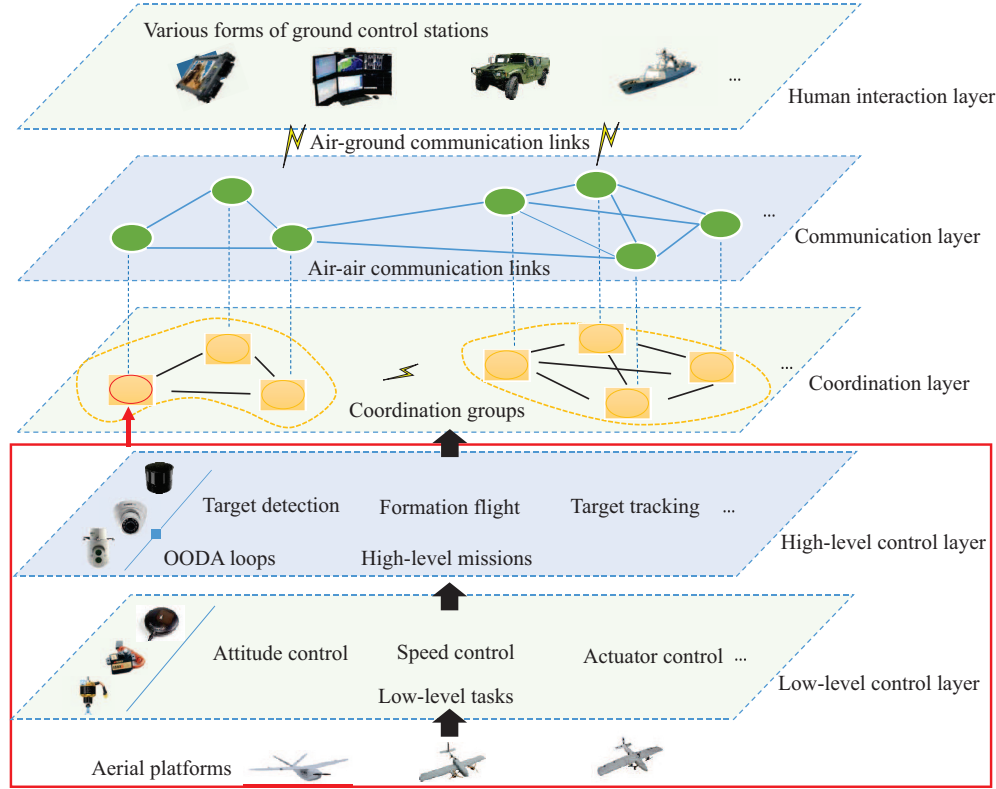 Various forms of ground control stations
...
Human interaction layer
Air-ground communication links
...
Communication layer
Air-air communication links
...
Coordination layer
Coordination groups
Target detection
Formation flight
Target tracking
...
OODA loops
High-level missions
High-level control layer
Attitude control
Speed control
Actuator control
...
Low-level tasks
Low-level control layer
Aerial platforms